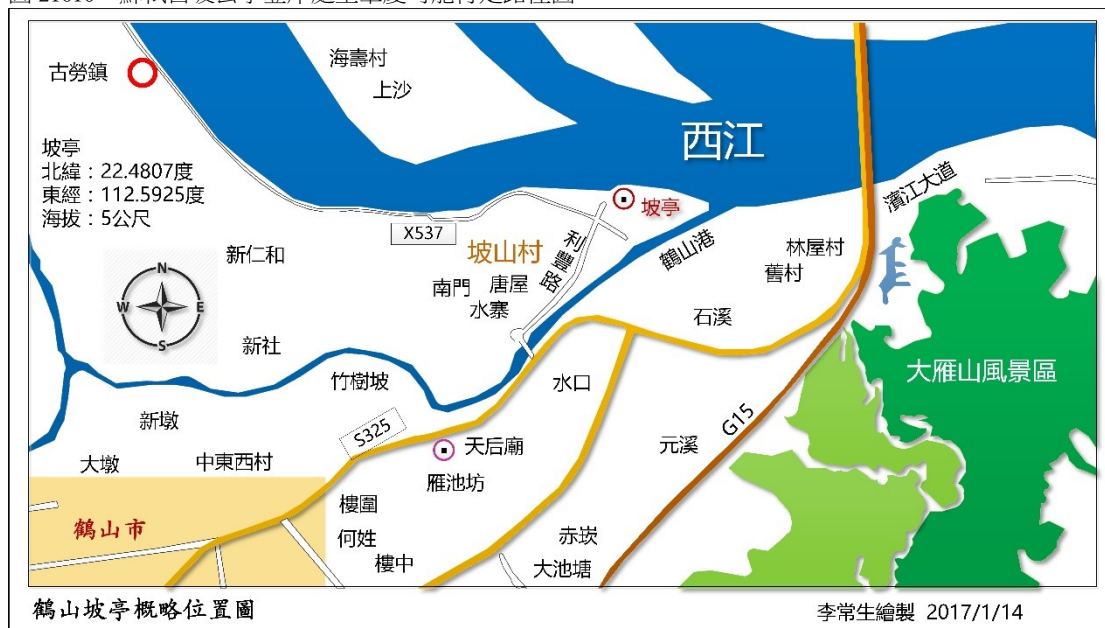 海壽村
上沙
古勞鎮
西江
坡亭
北緯：22.4807度
東經：112.5925度
海拔：5公尺
濱江大道
坡亭
X537
利豐路
鶴山港
坡山村
新仁和
林屋村
舊村
南門
唐屋
水寨
N
W
E
S
石溪
新社
竹樹坡
水口
大雁山風景區
新墩
S325
G15
天后廟
元溪
大墩
中東西村
雁池坊
樓圍
鶴山市
何姓
赤崁
樓中
大池塘
鶴山坡亭概略位置圖
李常生繪製 2017/1/14